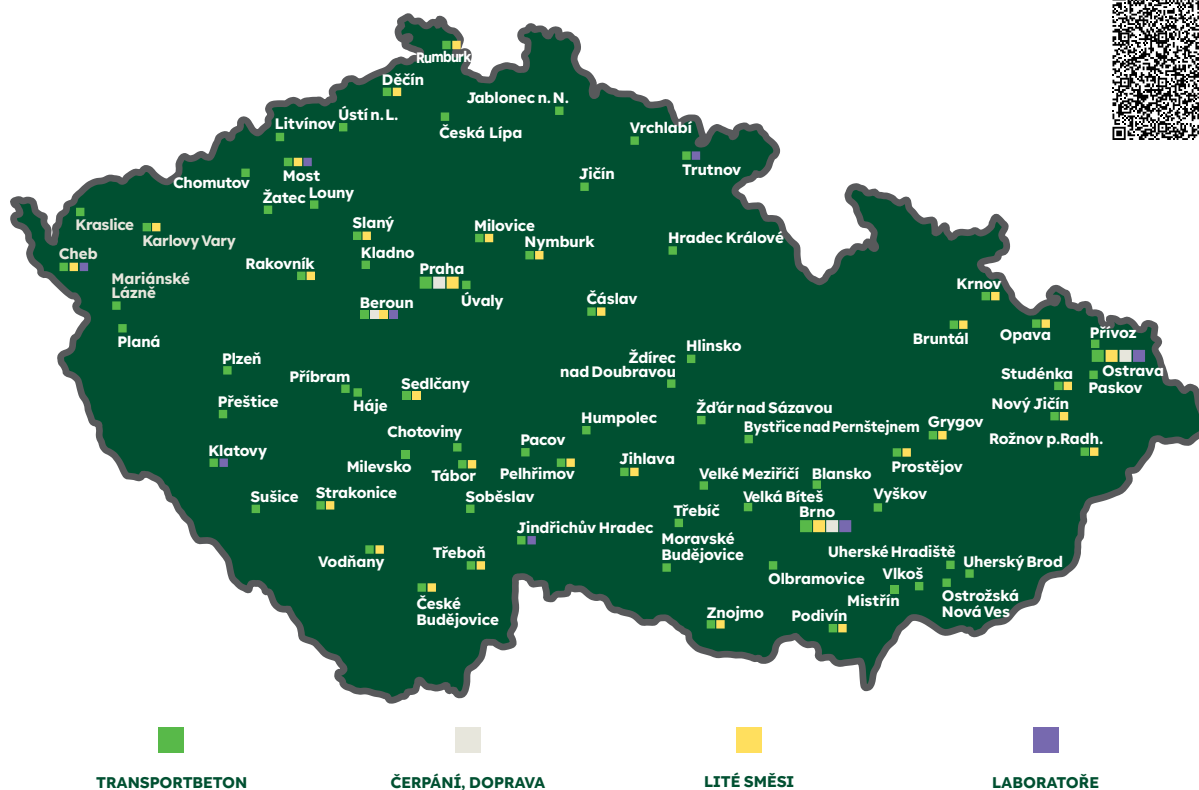 Rumburk
Děčín
Jablonec n. N.
Ústí n. L.
Litvínov
Česká Lípa
Vrchlabí
Most
Chomutov
Trutnov
Jičín
Žatec
Louny
Kraslice
Karlovy Vary
Slaný
Milovice
Nymburk
Hradec Králové
Cheb
Kladno
Rakovník
Praha
Úvaly
Mariánské
Lázně
Beroun
Čáslav
Krnov
Planá
Bruntál
Opava
Přívoz
Ostrava
Hlinsko
Ždírec
nad Doubravou
Plzeň
Příbram
Háje
Sedlčany
Studénka
Paskov
Přeštice
Nový Jičín
Humpolec
Žďár nad Sázavou
Bystřice nad Pernštejnem
Grygov
Rožnov p.Radh.
Klatovy
Chotoviny
Milevsko
Tábor
Pacov
Pelhřimov
Jihlava
Prostějov
Velké Meziříčí
Blansko
Sušice
Strakonice
Soběslav
Velká Bíteš
Vyškov
Brno
Třebíč
Jindřichův Hradec
Moravské
Budějovice
Vodňany
Třeboň
Uherské Hradiště
Uherský Brod
Olbramovice
Vlkoš
Mistřín
Ostrožská
Nová Ves
České
Budějovice
Znojmo
Podivín
TRANSPORTBETON
ČERPÁNÍ, DOPRAVA
LITÉ SMĚSI
LABORATOŘE